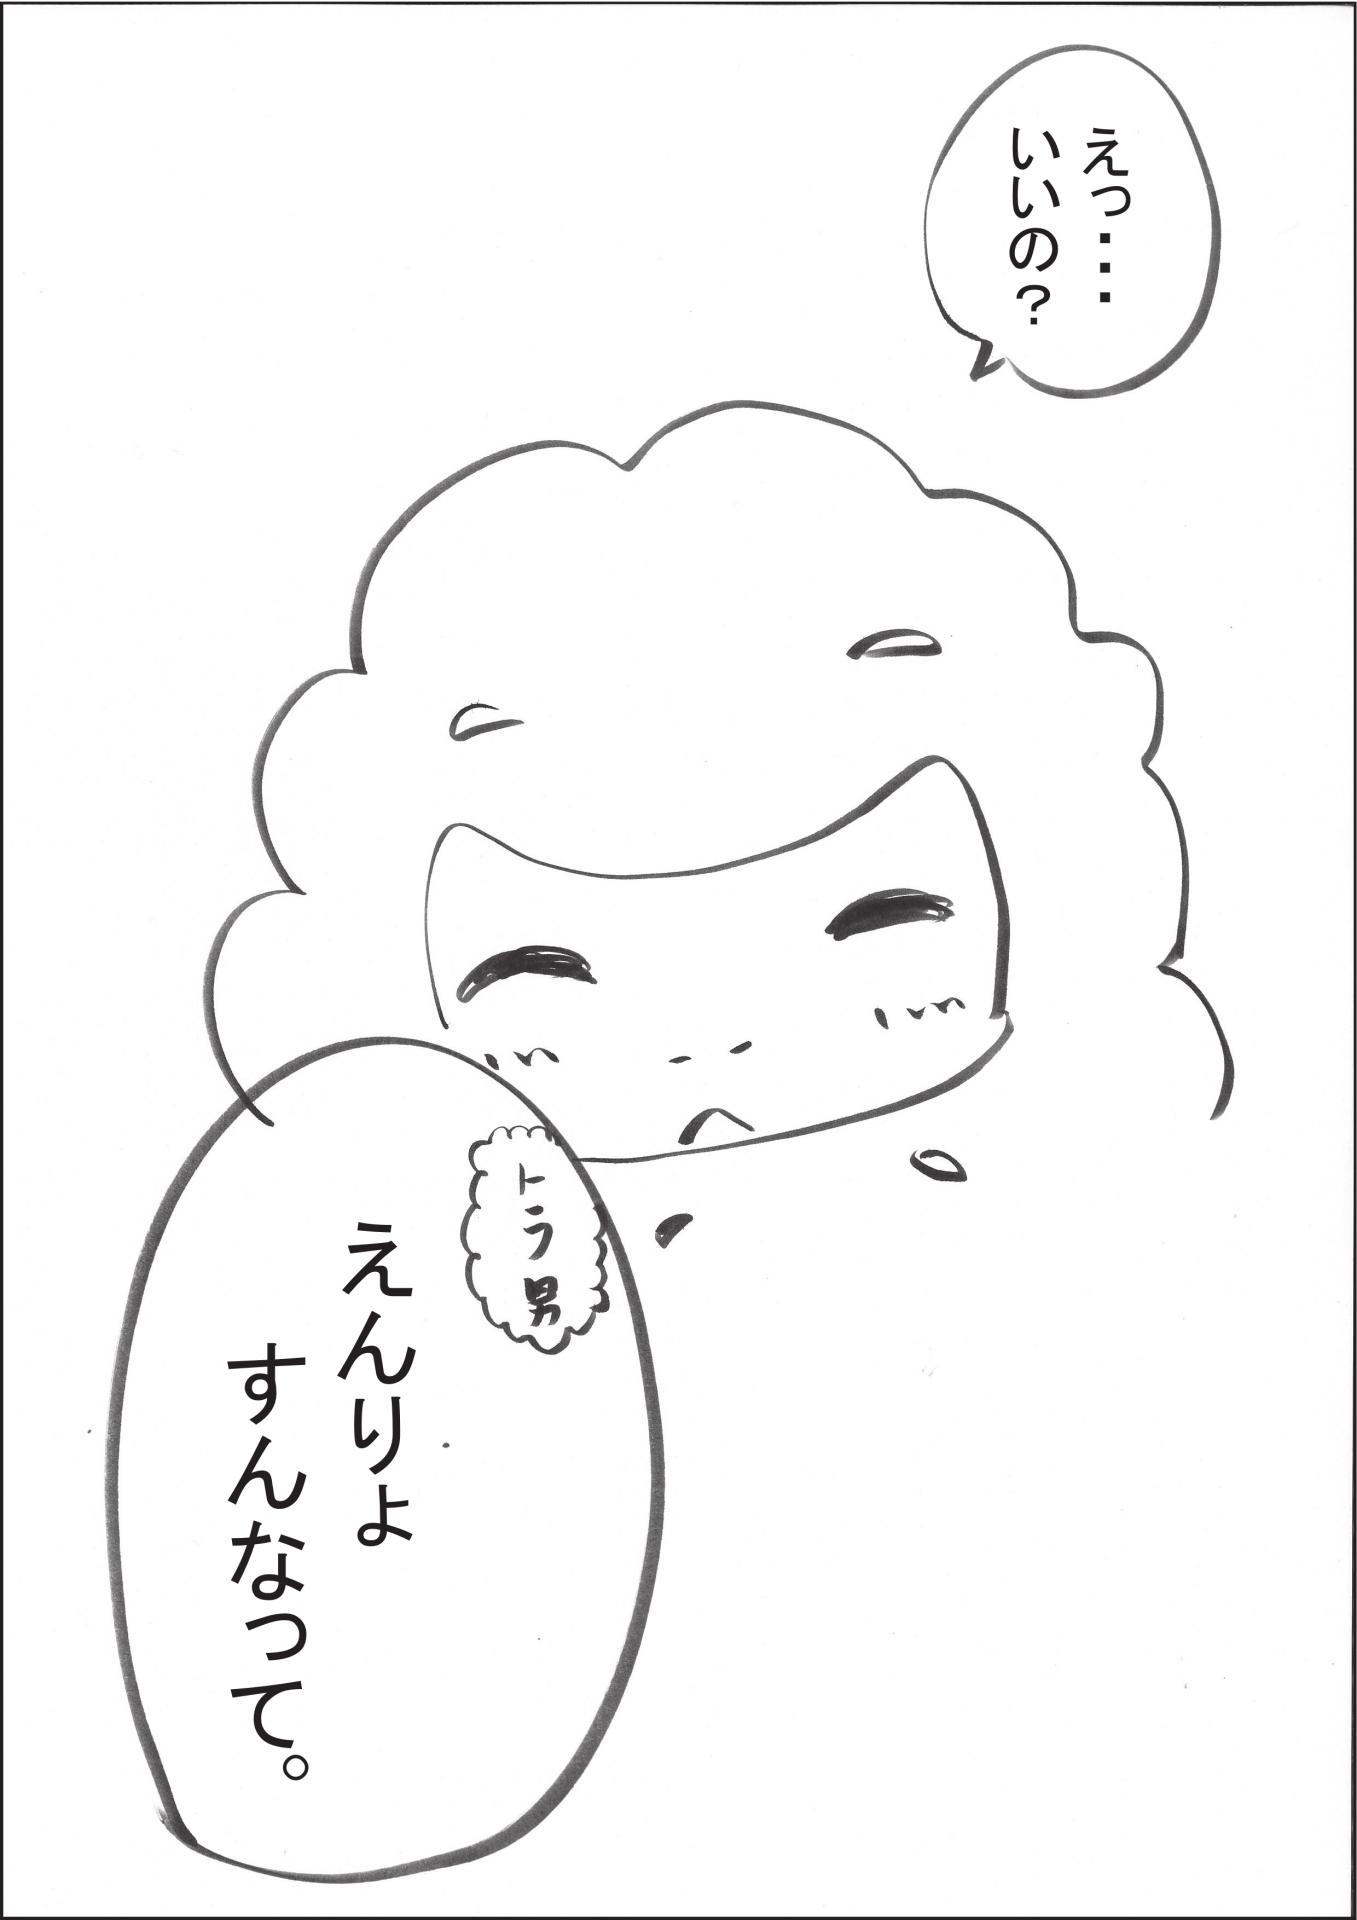 えっ・・・
いいの?
トラ男
えんりょ
すんなって。